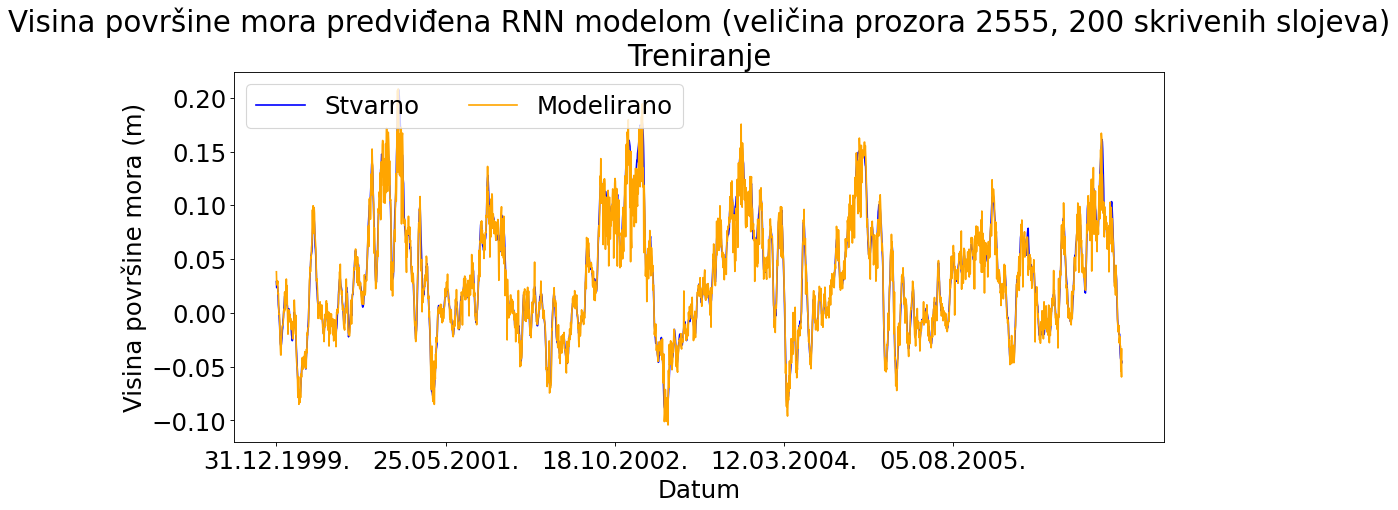 Visina površine mora predviđena RNN modelom (veličina prozora 2555, 200 skrivenih slojeva)
Treniranje
Stvarno Modelirano
Visina površine mora (m)
0.20
0.15
0.10
0.05
0.00
−0.05
−0.10
31.12.1999. 25.05.2001. 18.10.2002. 12.03.2004. 05.08.2005.
Datum